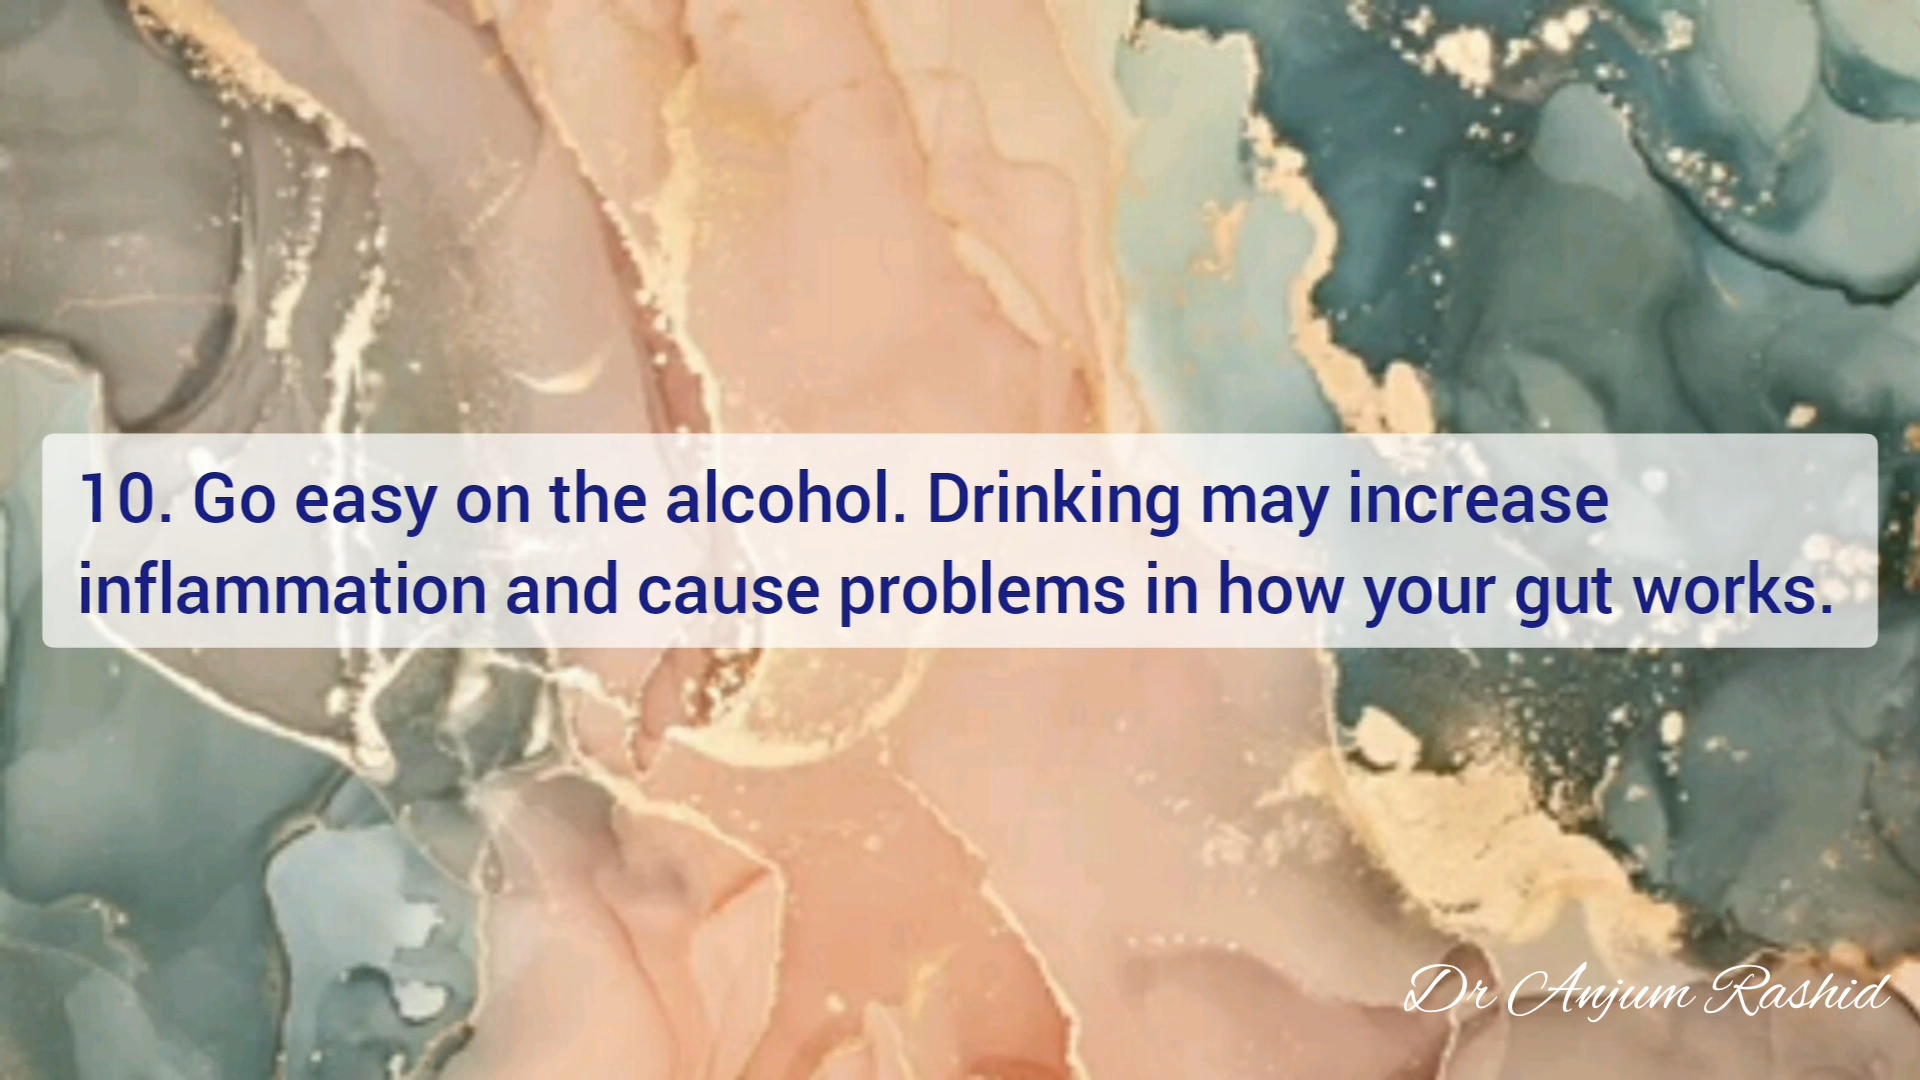 10. Go easy on the alcohol. Drinking may increase
inflammation and cause problems in how your gut works.
Dr Anjum Rashid